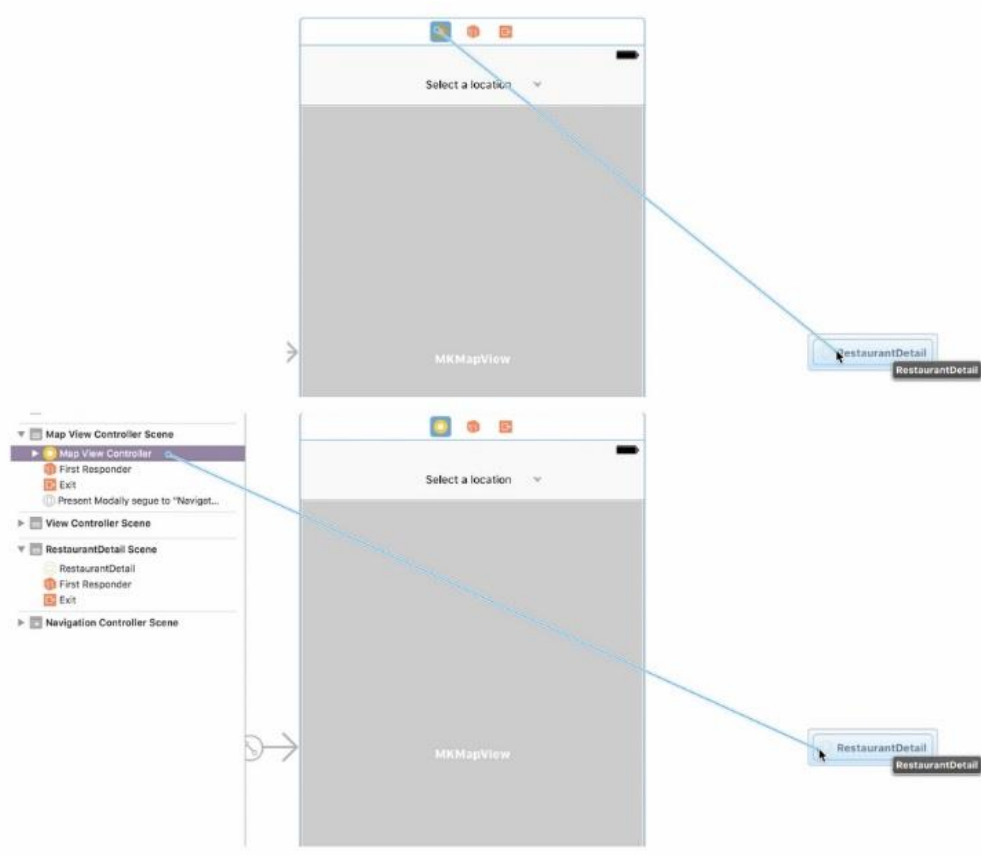 Select a location
MKMapView
RestaurantDetail
RestaurantDetail
Map View Controller Scene
Map View Controller
First Responder
Exit
Present Modally segue to "Navigat...
View Controller Scene
RestaurantDetail Scene
RestaurantDetail
First Responder
Exit
Navigation Controller Scene
Select a location
MKMapView
RestaurantDetail
RestaurantDetail